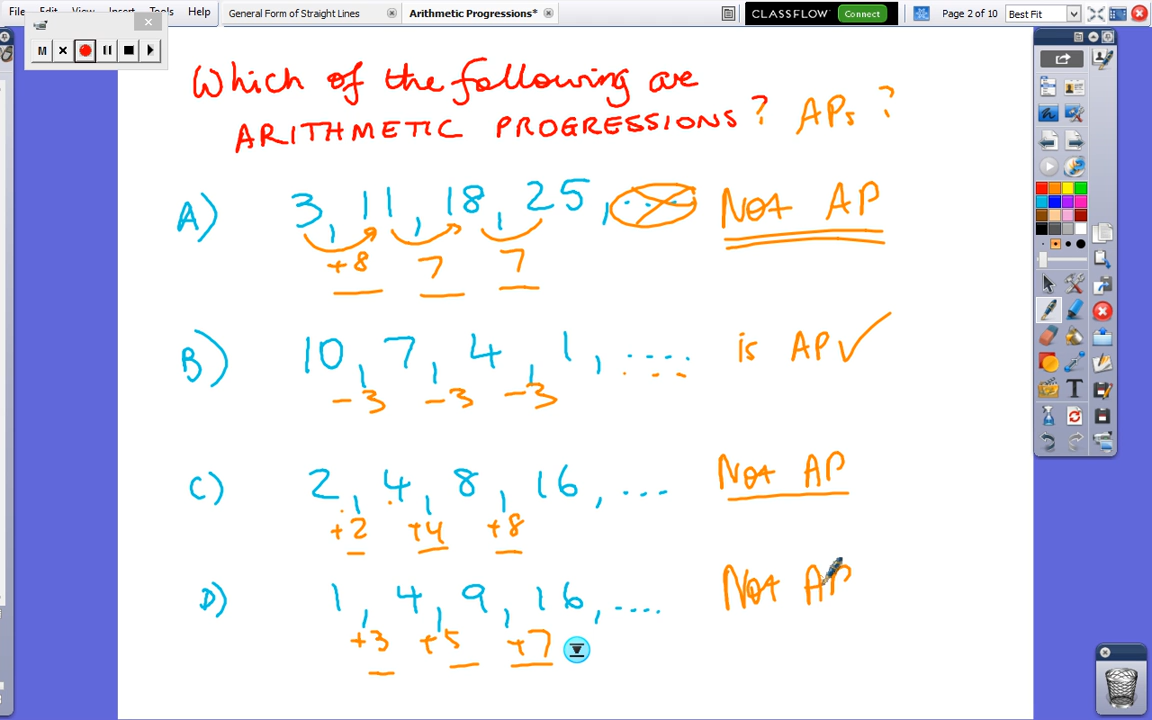 File Edit View Insert Tools Help
General Form of Straight Lines
Arithmetic Progressions*
CLASSFLOW Connect
Page 2 of 10
Best Fit
M
Which of the following are
ARITHMETIC PROGRESSIONS? APs?
A) 3, 11, 18, 25, .... Not AP
+8 7 7
B) 10, 7, 4, 1, .... is AP✓
-3 -3 -3
C) 2, 4, 8, 16, ... Not AP
+2 +4 +8
D) 1, 4, 9, 16, .... Not AP
+3 +5 +7
T